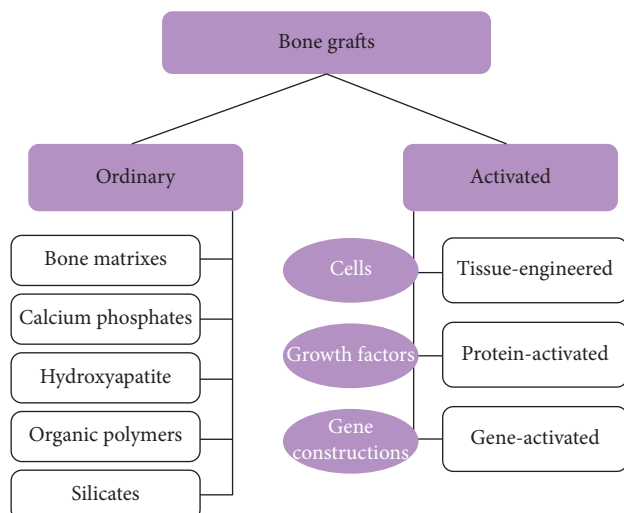 Bone grafts
Ordinary
Activated
Bone matrixes
Calcium phosphates
Hydroxyapatite
Organic polymers
Silicates
Cells
Tissue-engineered
Growth factors
Protein-activated
Gene
constructions
Gene-activated